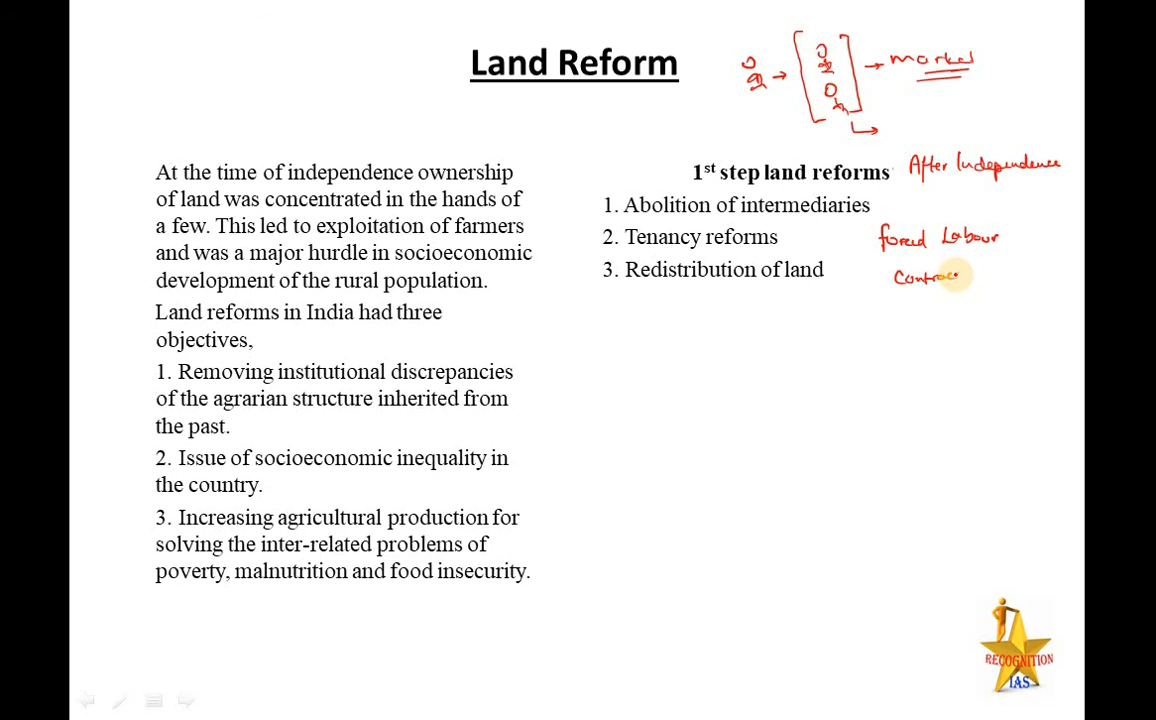 Land Reform
→ → market
At the time of independence ownership
of land was concentrated in the hands of
a few. This led to exploitation of farmers
and was a major hurdle in socioeconomic
development of the rural population.
Land reforms in India had three
objectives,
1. Removing institutional discrepancies
of the agrarian structure inherited from
the past.
2. Issue of socioeconomic inequality in
the country.
3. Increasing agricultural production for
solving the inter-related problems of
poverty, malnutrition and food insecurity.
1st step land reforms After Independence
1. Abolition of intermediaries
2. Tenancy reforms forced Labour
3. Redistribution of land Contrac
RECOGNITION
IAS